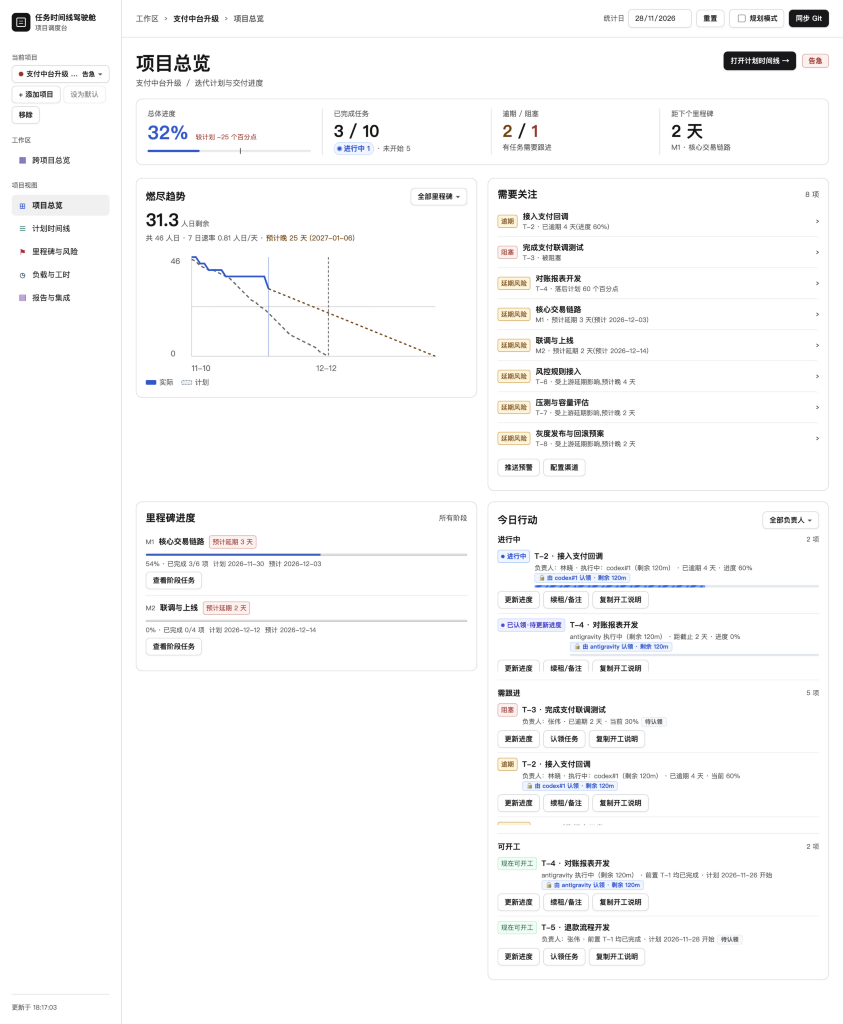 任务时间线驾驶舱
项目调度台
当前项目
支付中台升级 ... 告急
+ 添加项目 设为默认
移除
工作区
跨项目总览
项目视图
项目总览
计划时间线
里程碑与风险
负载与工时
报告与集成
更新于 18:17:03
工作区 › 支付中台升级 › 项目总览
统计日 28/11/2026 重置 规划模式 同步 Git
项目总览
支付中台升级 / 迭代计划与交付进度
打开计划时间线 → 告急
总体进度
32% 较计划 -25 个百分点
已完成任务
3 / 10
进行中 1 · 未开始 5
逾期 / 阻塞
2 / 1
有任务需要跟进
距下个里程碑
2 天
M1 · 核心交易链路
燃尽趋势 全部里程碑
31.3 人日剩余
共 46 人日 · 7 日速率 0.81 人日/天 · 预计晚 25 天 (2027-01-06)
46
0
11-10 12-12
实际 计划
需要关注 8 项
逾期 接入支付回调 ›
T-2 · 已逾期 4 天(进度 60%)
阻塞 完成支付联调测试 ›
T-3 · 被阻塞
延期风险 对账报表开发 ›
T-4 · 落后计划 60 个百分点
延期风险 核心交易链路 ›
M1 · 预计延期 3 天(预计 2026-12-03)
延期风险 联调与上线 ›
M2 · 预计延期 2 天(预计 2026-12-14)
延期风险 风控规则接入 ›
T-6 · 受上游延期影响,预计晚 4 天
延期风险 压测与容量评估 ›
T-7 · 受上游延期影响,预计晚 2 天
延期风险 灰度发布与回滚预案 ›
T-8 · 受上游延期影响,预计晚 2 天
推送预警 配置渠道
里程碑进度 所有阶段
M1 核心交易链路 预计延期 3 天
54% · 已完成 3/6 项 计划 2026-11-30 预计 2026-12-03
查看阶段任务
M2 联调与上线 预计延期 2 天
0% · 已完成 0/4 项 计划 2026-12-12 预计 2026-12-14
查看阶段任务
今日行动 全部负责人
进行中 2 项
进行中 T-2 · 接入支付回调
负责人: 林晓 · 执行中: codex#1 (剩余 120m) · 已逾期 4 天 · 进度 60%
由 codex#1 认领 · 剩余 120m
更新进度 续租/备注 复制开工说明
已认领·待更新进度 T-4 · 对账报表开发
antigravity 执行中 (剩余 120m) · 距截止 2 天 · 进度 0%
由 antigravity 认领 · 剩余 120m
更新进度 续租/备注 复制开工说明
需跟进 5 项
阻塞 T-3 · 完成支付联调测试
负责人: 张伟 · 已逾期 2 天 · 当前 30% 待认领
更新进度 认领任务 复制开工说明
逾期 T-2 · 接入支付回调
负责人: 林晓 · 执行中: codex#1 (剩余 120m) · 已逾期 4 天 · 当前 60%
由 codex#1 认领 · 剩余 120m
更新进度 续租/备注 复制开工说明
可开工 2 项
现在可开工 T-4 · 对账报表开发
antigravity 执行中 (剩余 120m) · 前置 T-1 均已完成 · 计划 2026-11-26 开始
由 antigravity 认领 · 剩余 120m
更新进度 续租/备注 复制开工说明
现在可开工 T-5 · 退款流程开发
负责人: 张伟 · 前置 T-1 均已完成 · 计划 2026-11-28 开始 待认领
更新进度 认领任务 复制开工说明